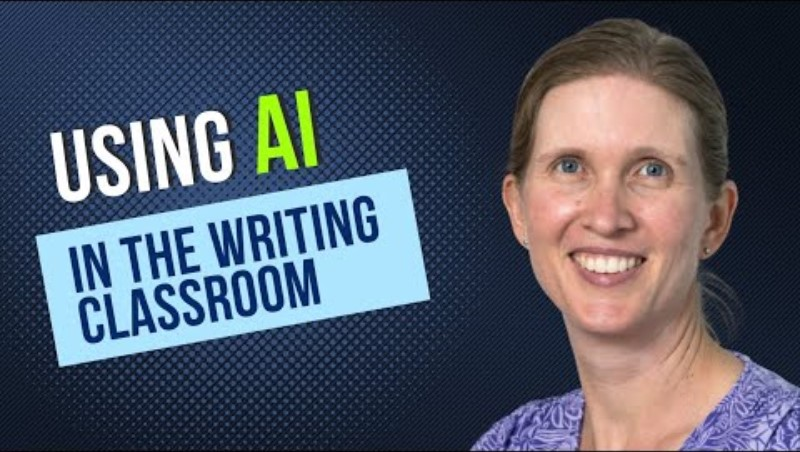 USING AI
IN THE WRITING
CLASSROOM